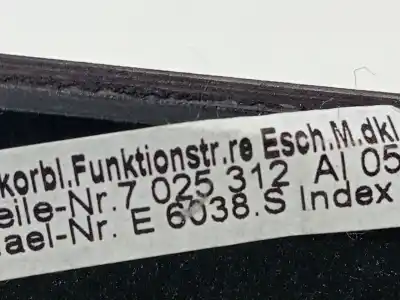 korbl.Funktionstr.re Esch.M.dkl
eile-Nr.7 025 312 AI 05
ael-Nr. E 6038.S Index